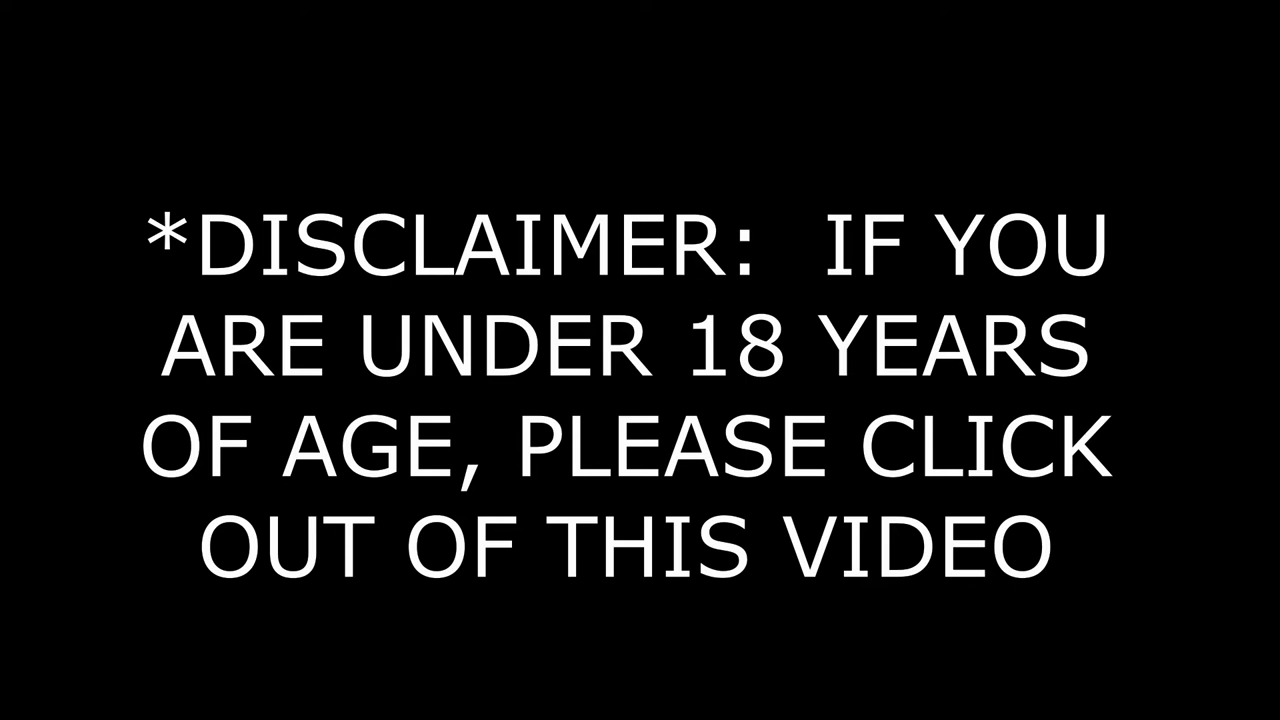 *DISCLAIMER:  IF YOU
ARE UNDER 18 YEARS
OF AGE, PLEASE CLICK
OUT OF THIS VIDEO